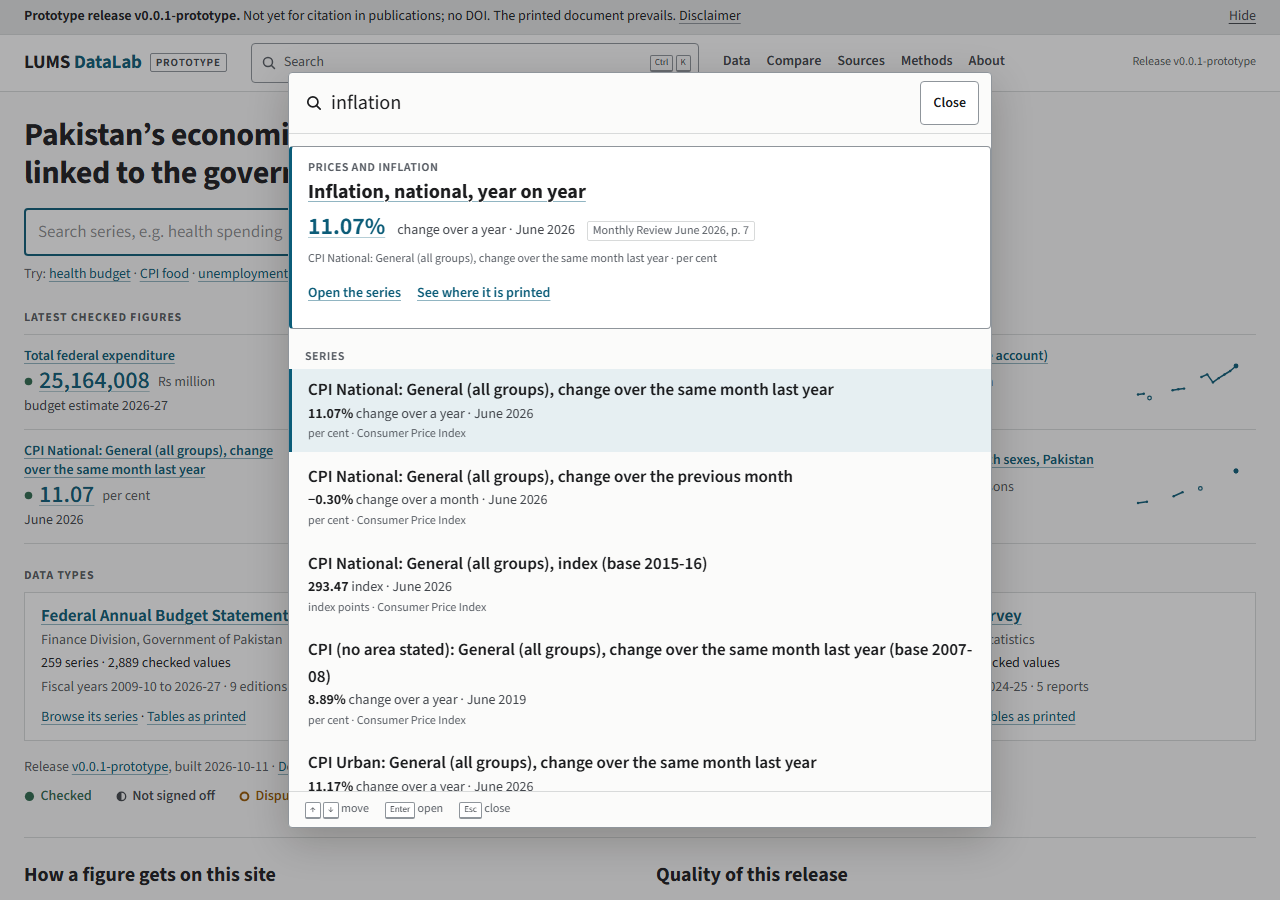 Prototype release v0.0.1-prototype. Not yet for citation in publications; no DOI. The printed document prevails. Disclaimer
Hide
LUMS DataLab PROTOTYPE
Search
Ctrl K
Data Compare Sources Methods About
Release v0.0.1-prototype
inflation
Close
Pakistan’s economi
linked to the govern
Search series, e.g. health spending
Try: health budget · CPI food · unemployment
PRICES AND INFLATION
Inflation, national, year on year
11.07% change over a year · June 2026 Monthly Review June 2026, p. 7
CPI National: General (all groups), change over the same month last year · per cent
Open the series See where it is printed
SERIES
CPI National: General (all groups), change over the same month last year
11.07% change over a year · June 2026
per cent · Consumer Price Index
CPI National: General (all groups), change over the previous month
−0.30% change over a month · June 2026
per cent · Consumer Price Index
CPI National: General (all groups), index (base 2015-16)
293.47 index · June 2026
index points · Consumer Price Index
CPI (no area stated): General (all groups), change over the same month last year (base 2007-
08)
8.89% change over a year · June 2019
per cent · Consumer Price Index
CPI Urban: General (all groups), change over the same month last year
11.17% change over a year · June 2026
↑ ↓ move Enter open Esc close
LATEST CHECKED FIGURES
Total federal expenditure
25,164,008 Rs million
budget estimate 2026-27
account)
CPI National: General (all groups), change
over the same month last year
11.07 per cent
June 2026
h sexes, Pakistan
ons
DATA TYPES
Federal Annual Budget Statement
Finance Division, Government of Pakistan
259 series · 2,889 checked values
Fiscal years 2009-10 to 2026-27 · 9 editions
Browse its series · Tables as printed
rvey
tatistics
cked values
024-25 · 5 reports
bles as printed
Release v0.0.1-prototype, built 2026-10-11 · D
Checked Not signed off Dispu
How a figure gets on this site
Quality of this release